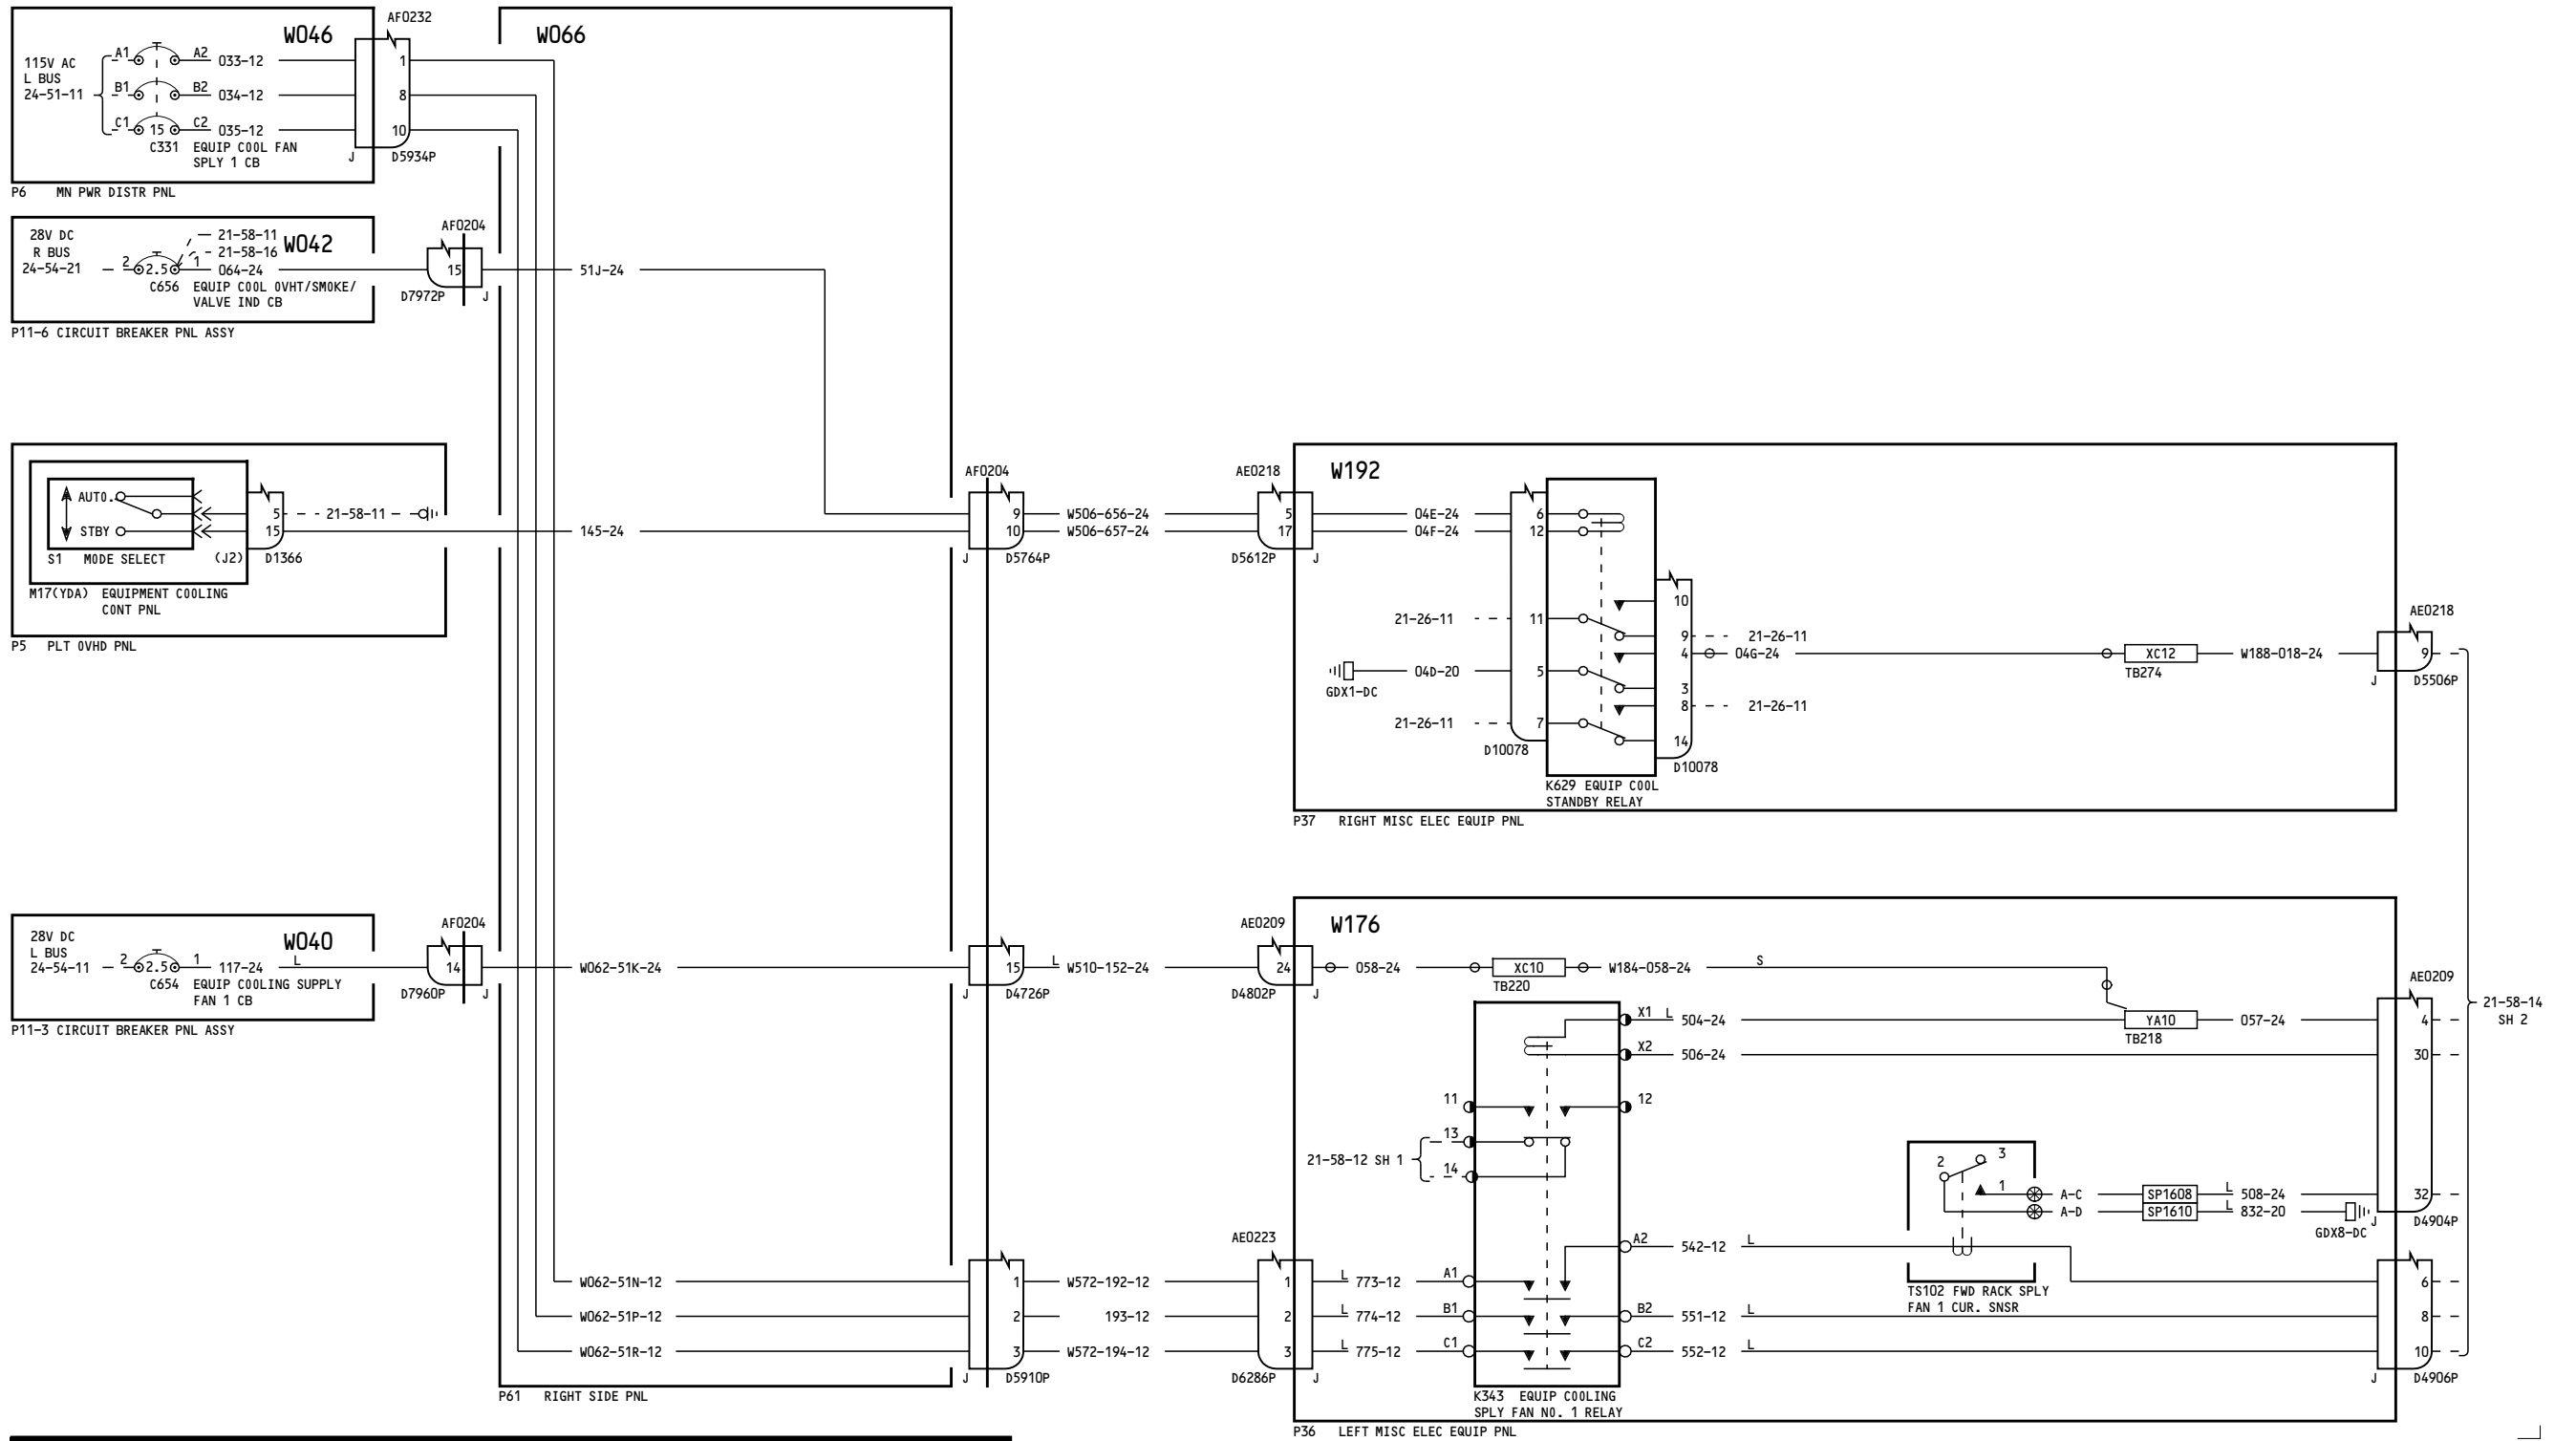 W046
AF0232
W066
115V AC
L BUS
24-51-11
A1 A2 033-12 1
B1 B2 034-12 8
C1 15 C2 035-12 10
C331 EQUIP COOL FAN
SPLY 1 CB
J D5934P
P6 MN PWR DISTR PNL
28V DC
R BUS
24-54-21
21-58-11
21-58-16
W042
AF0204
2 2.5 1 064-24 15 51J-24
C656 EQUIP COOL OVHT/SMOKE/
VALVE IND CB
D7972P J
P11-6 CIRCUIT BREAKER PNL ASSY
AUTO
STBY
S1 MODE SELECT (J2) D1366
5 21-58-11
15 145-24
M17(YDA) EQUIPMENT COOLING
CONT PNL
P5 PLT OVHD PNL
AF0204
9 W506-656-24
10 W506-657-24
J D5764P
AE0218
5
17
D5612P J
W192
04E-24 6
04F-24 12
21-26-11 11
GDX1-DC
04D-20 5
21-26-11 7
D10078
10
9 21-26-11
4 04G-24
3
8 21-26-11
14
D10078
K629 EQUIP COOL
STANDBY RELAY
XC12
TB274
W188-018-24
AE0218
9
J D5506P
P37 RIGHT MISC ELEC EQUIP PNL
28V DC
L BUS
24-54-11
W040
AF0204
2 2.5 1 117-24 L 14
C654 EQUIP COOLING SUPPLY
FAN 1 CB
D7960P J
P11-3 CIRCUIT BREAKER PNL ASSY
W062-51K-24
15 L W510-152-24
J D4726P
AE0209
24
D4802P J
W176
058-24
XC10
TB220
W184-058-24 S
X1 L 504-24
YA10
TB218
057-24
X2 506-24
AE0209
4
30
21-58-14
SH 2
11 12
13
21-58-12 SH 1
14
2 3
1
A-C SP1608 L 508-24 32
A-D SP1610 L 832-20
GDX8-DC
J D4904P
A2 542-12 L 6
TS102 FWD RACK SPLY
FAN 1 CUR. SNSR
AE0223
W062-51N-12 1 W572-192-12 1 L 773-12 A1
W062-51P-12 2 193-12 2 L 774-12 B1 B2 551-12 L 8
W062-51R-12 3 W572-194-12 3 L 775-12 C1 C2 552-12 L 10
J D5910P
D6286P J
J D4906P
P61 RIGHT SIDE PNL
K343 EQUIP COOLING
SPLY FAN NO. 1 RELAY
P36 LEFT MISC ELEC EQUIP PNL